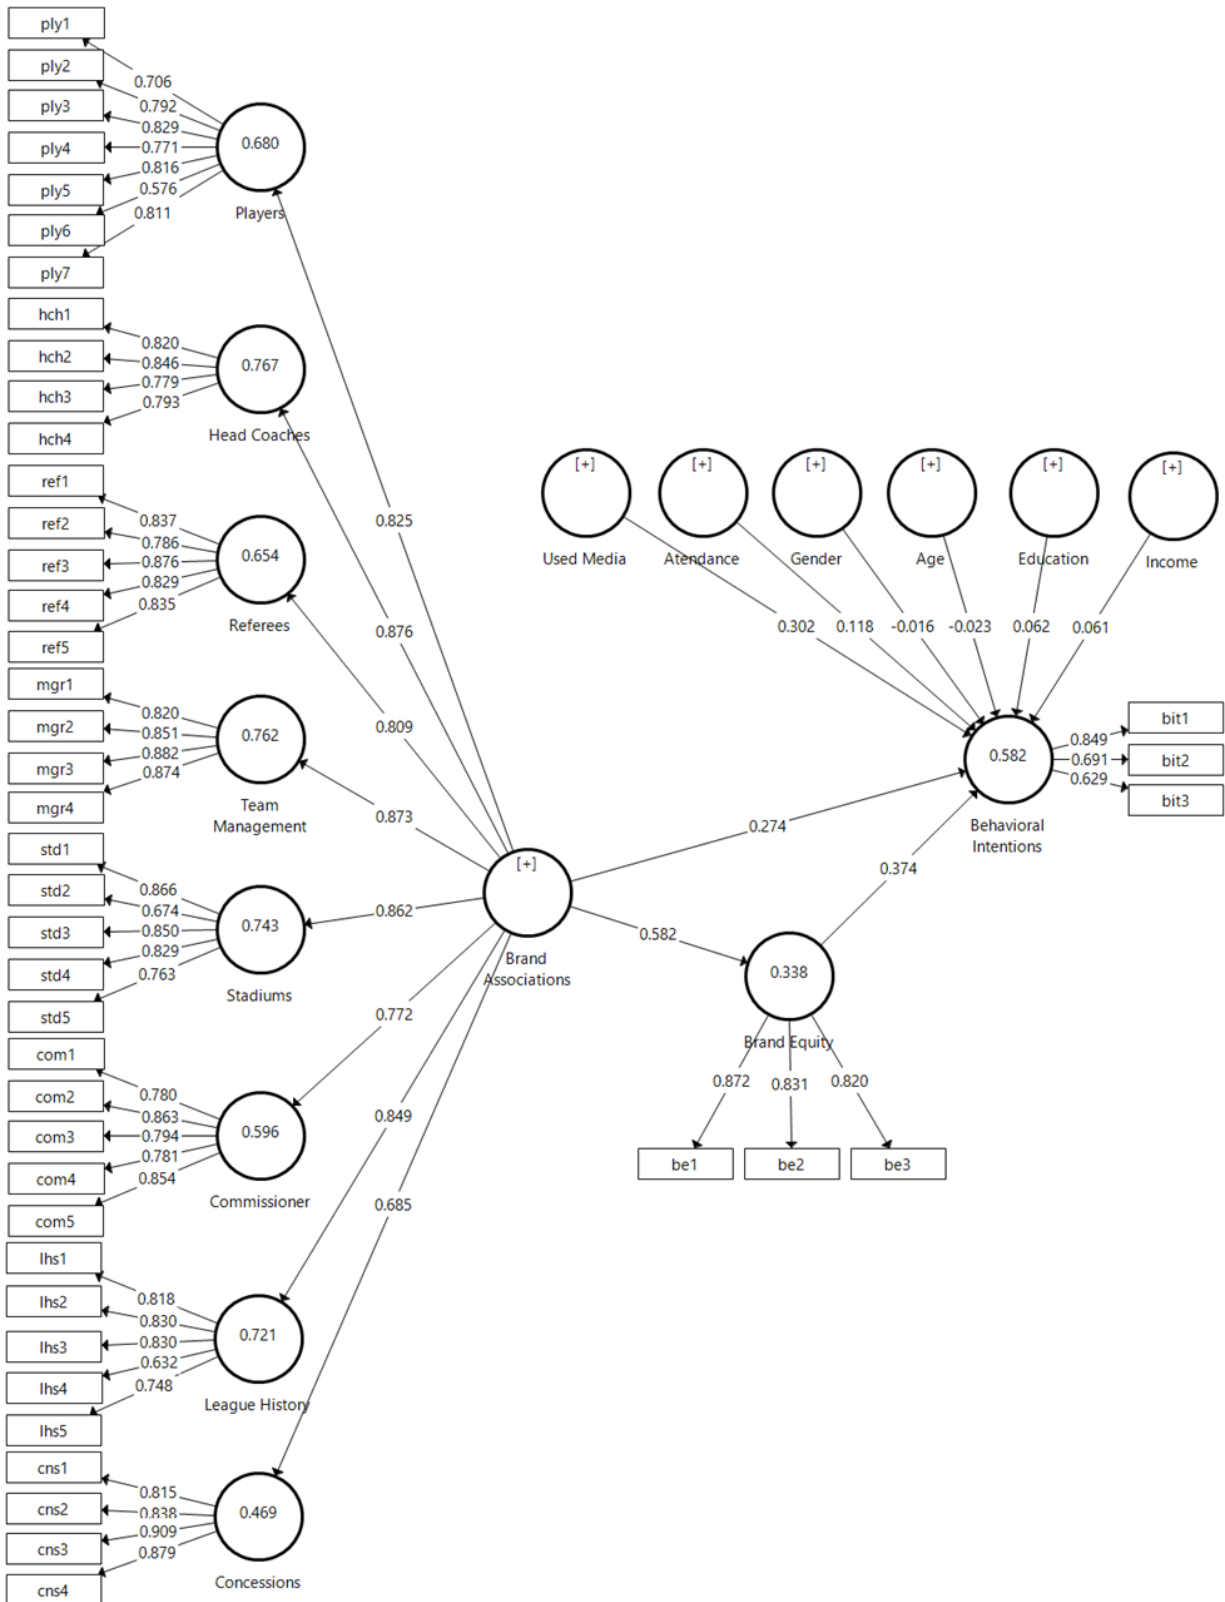 ply1
ply2
ply3
ply4
ply5
ply6
ply7
0.706
0.792
0.829
0.771
0.816
0.576
0.811
0.680
Players
hch1
hch2
hch3
hch4
0.820
0.846
0.779
0.793
0.767
Head Coaches
ref1
ref2
ref3
ref4
ref5
0.837
0.786
0.876
0.829
0.835
0.654
Referees
mgr1
mgr2
mgr3
mgr4
0.820
0.851
0.882
0.874
0.762
Team
Management
std1
std2
std3
std4
std5
0.866
0.674
0.850
0.829
0.763
0.743
Stadiums
com1
com2
com3
com4
com5
0.780
0.863
0.794
0.781
0.854
0.596
Commissioner
lhs1
lhs2
lhs3
lhs4
lhs5
0.818
0.830
0.830
0.632
0.748
0.721
League History
cns1
cns2
cns3
cns4
0.815
0.838
0.909
0.879
0.469
Concessions
0.825
0.876
0.809
0.873
0.862
0.772
0.849
0.685
[+]
Brand
Associations
[+]
[+]
[+]
[+]
[+]
[+]
Used Media
Atendance
Gender
Age
Education
Income
0.302
0.118
-0.016
-0.023
0.062
0.061
0.274
0.582
0.374
0.582
Behavioral
Intentions
0.849
0.691
0.629
bit1
bit2
bit3
0.338
Brand Equity
0.872
0.831
0.820
be1
be2
be3